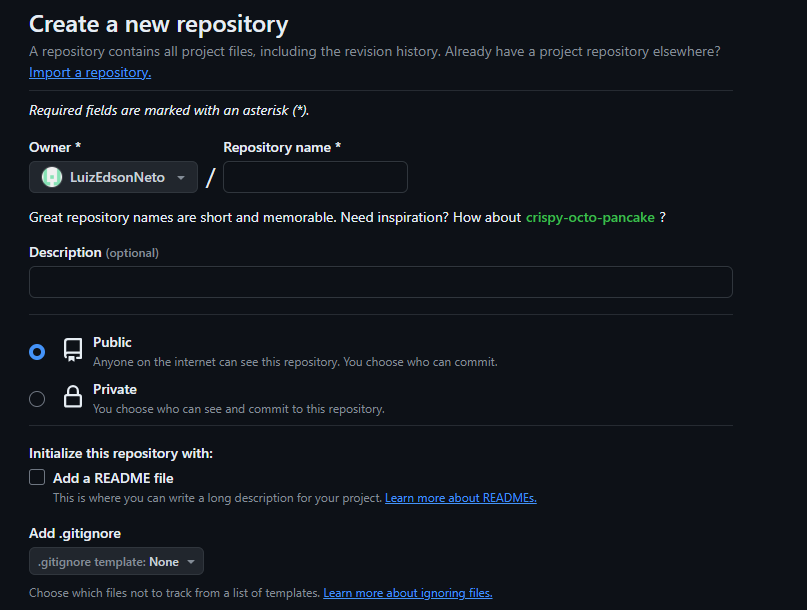 Create a new repository
A repository contains all project files, including the revision history. Already have a project repository elsewhere?
Import a repository.
Required fields are marked with an asterisk (*).
Owner *
Repository name *
LuizEdsonNeto
/
Great repository names are short and memorable. Need inspiration? How about crispy-octo-pancake ?
Description (optional)
Public
Anyone on the internet can see this repository. You choose who can commit.
Private
You choose who can see and commit to this repository.
Initialize this repository with:
Add a README file
This is where you can write a long description for your project. Learn more about READMEs.
Add .gitignore
.gitignore template: None
Choose which files not to track from a list of templates. Learn more about ignoring files.